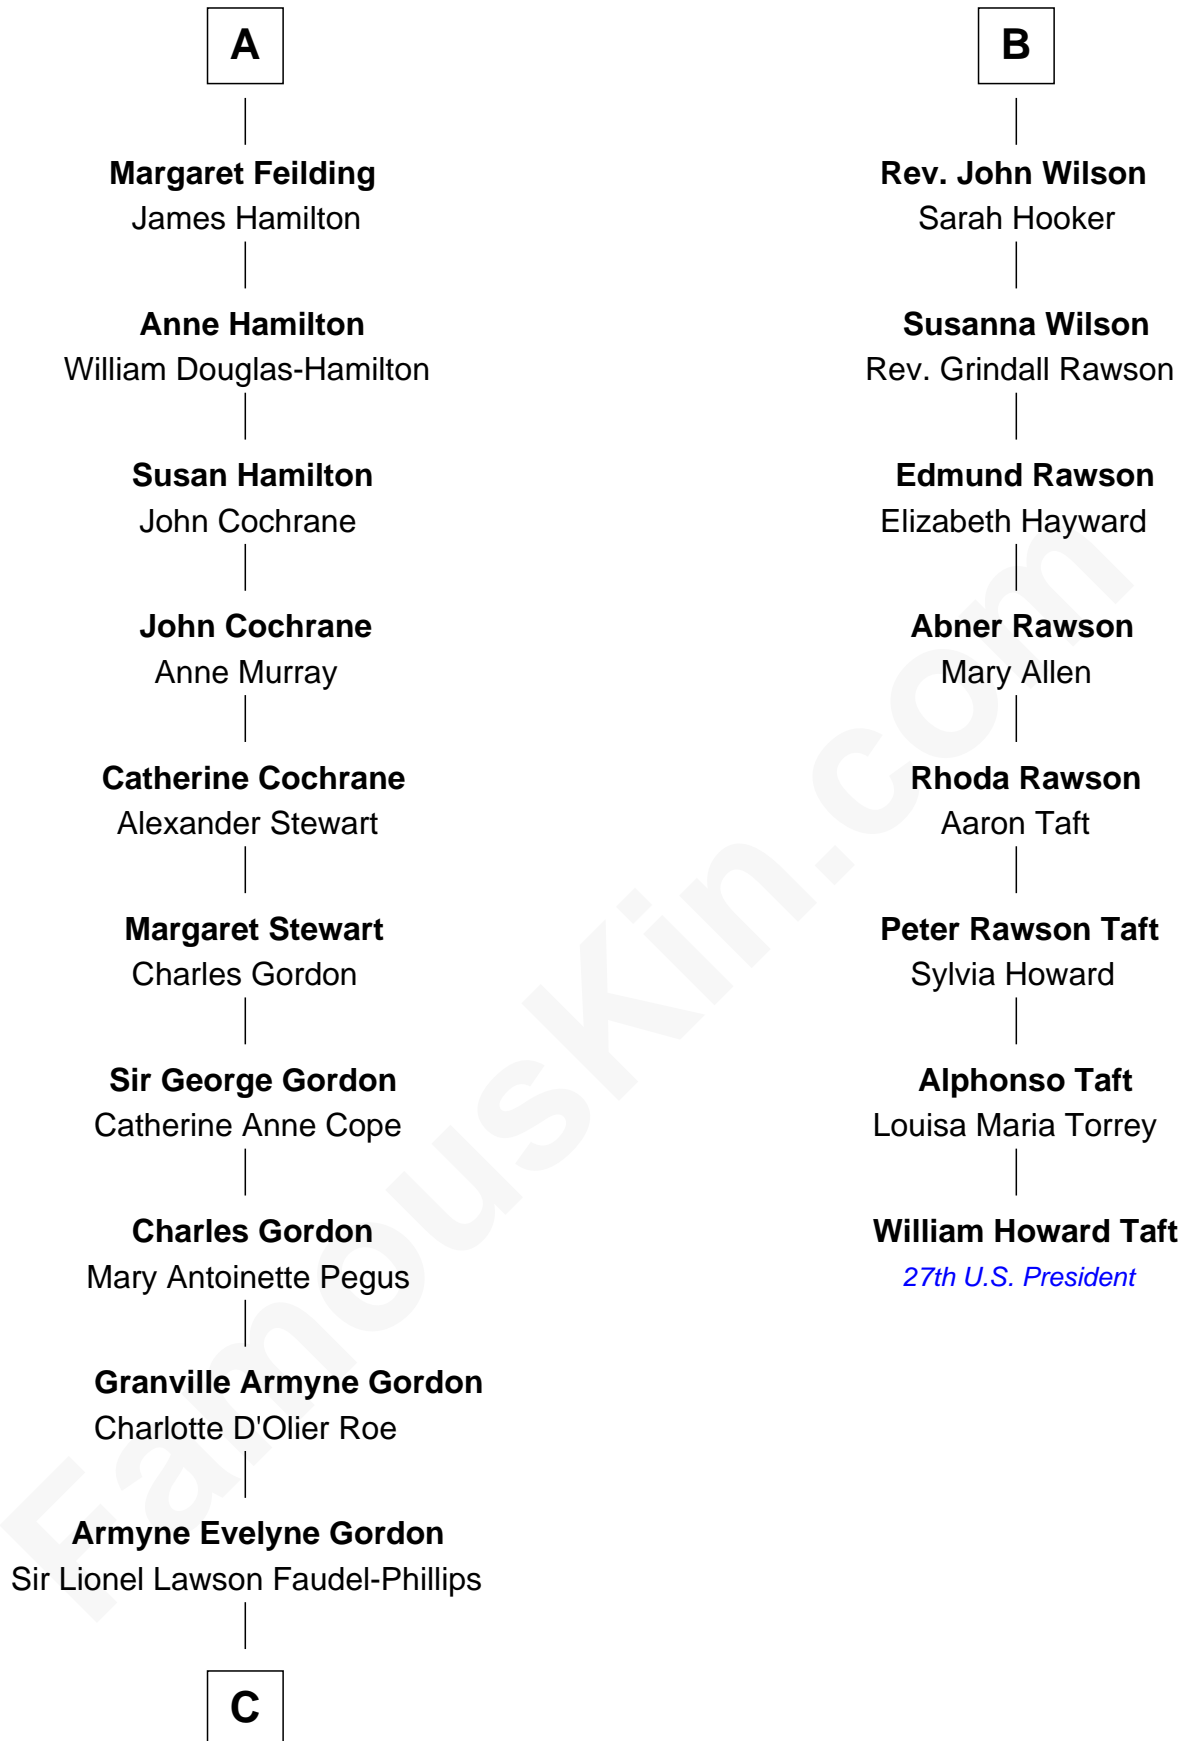 A
Margaret Feilding
James Hamilton
Anne Hamilton
William Douglas-Hamilton
Susan Hamilton
John Cochrane
John Cochrane
Anne Murray
Catherine Cochrane
Alexander Stewart
Margaret Stewart
Charles Gordon
Sir George Gordon
Catherine Anne Cope
Charles Gordon
Mary Antoinette Pegus
Granville Armyne Gordon
Charlotte D'Olier Roe
Armyne Evelyne Gordon
Sir Lionel Lawson Faudel-Phillips
C
B
Rev. John Wilson
Sarah Hooker
Susanna Wilson
Rev. Grindall Rawson
Edmund Rawson
Elizabeth Hayward
Abner Rawson
Mary Allen
Rhoda Rawson
Aaron Taft
Peter Rawson Taft
Sylvia Howard
Alphonso Taft
Louisa Maria Torrey
William Howard Taft
27th U.S. President
FamousKin.com